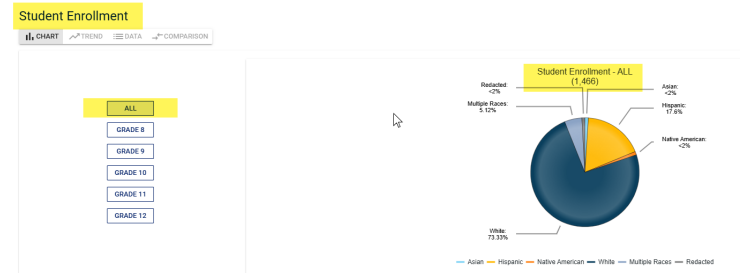 Student Enrollment
CHART TREND DATA COMPARISON
ALL
GRADE 8
GRADE 9
GRADE 10
GRADE 11
GRADE 12
Student Enrollment - ALL
(1,466)
Redacted:
<2%
Asian:
<2%
Multiple Races:
5.12%
Hispanic:
17.6%
Native American:
<2%
White:
73.33%
Asian Hispanic Native American White Multiple Races Redacted